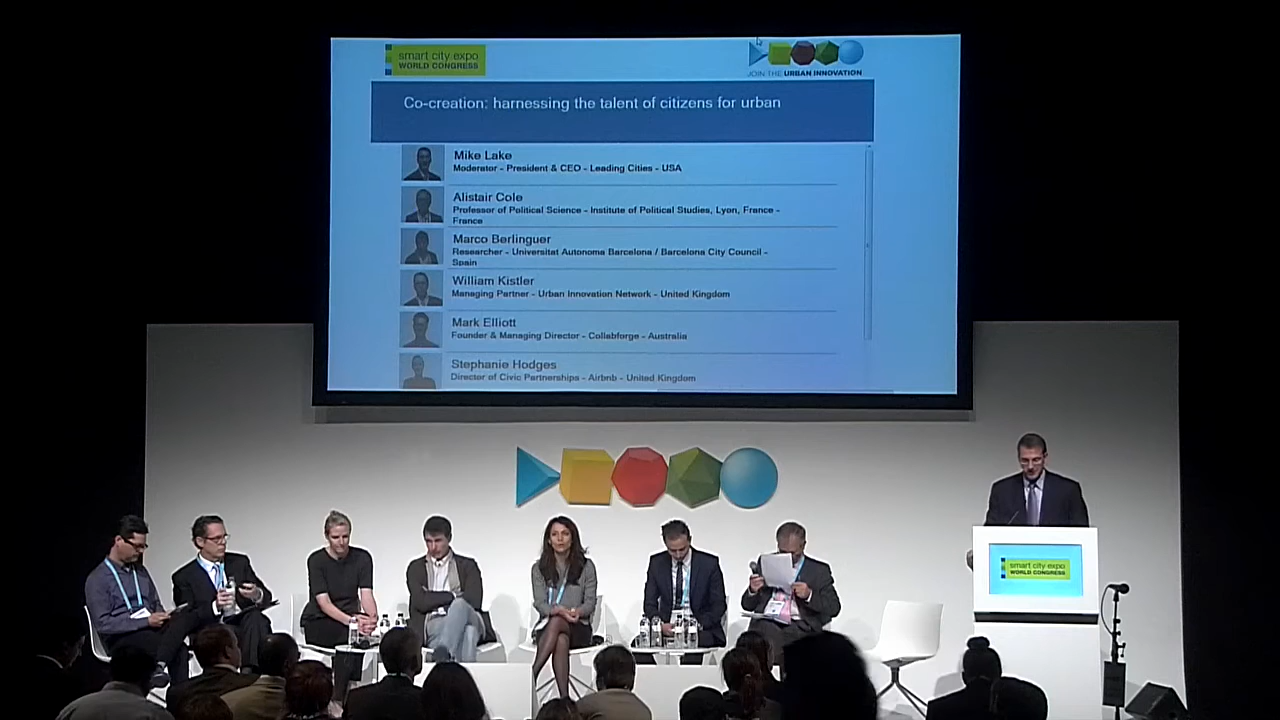 smart city expo
WORLD CONGRESS
JOIN THE URBAN INNOVATION
Co-creation: harnessing the talent of citizens for urban
Mike Lake
Moderator - President & CEO - Leading Cities - USA
Alistair Cole
Professor of Political Science - Institute of Political Studies, Lyon, France -
France
Marco Berlinguer
Researcher - Universitat Autonoma Barcelona / Barcelona City Council -
Spain
William Kistler
Managing Partner - Urban Innovation Network - United Kingdom
Mark Elliott
Founder & Managing Director - Collabforge - Australia
Stephanie Hodges
Director of Civic Partnerships - Airbnb - United Kingdom
smart city expo
WORLD CONGRESS